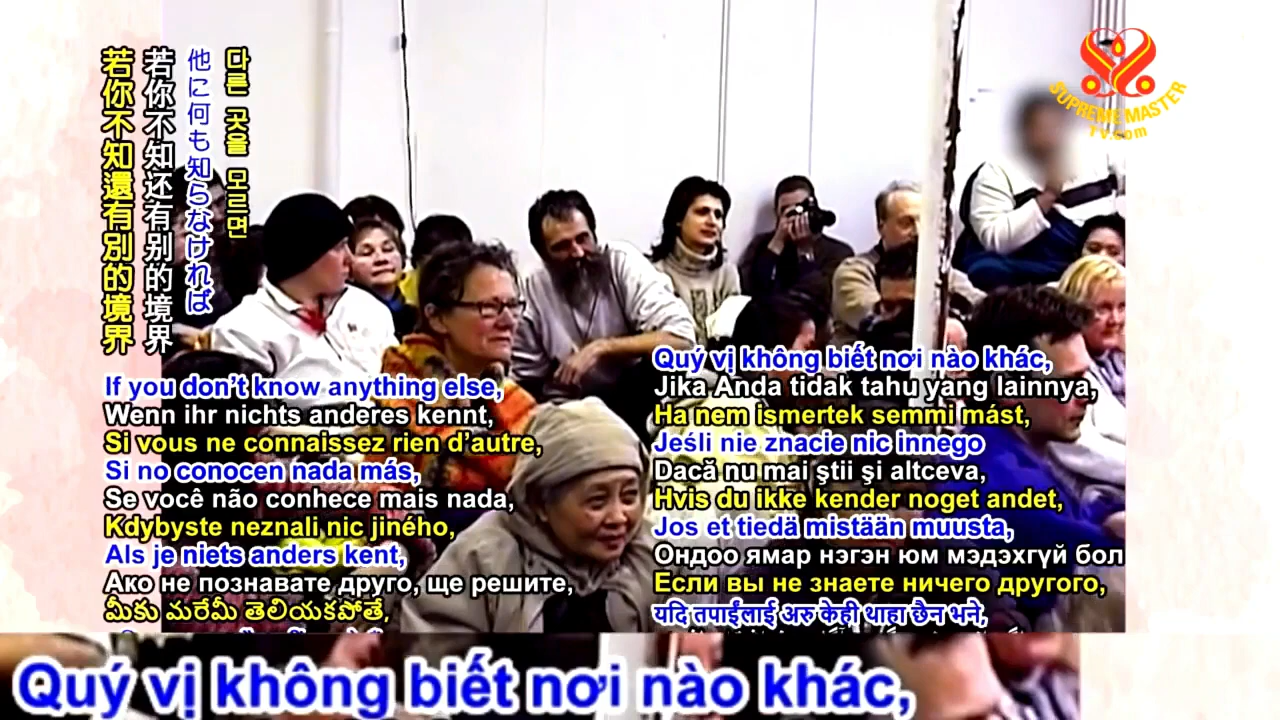 다른 곳을 모르면
他に何も知らなければ
若你不知还有别的境界
若你不知還有別的境界
SUPREME MASTER
TV.com
If you don't know anything else,
Wenn ihr nichts anderes kennt,
Si vous ne connaissez rien d'autre,
Si no conocen nada más,
Se você não conhece mais nada,
Kdybyste neznali nic jiného,
Als je niets anders kent,
Ако не познавате друго, ще решите,
మీకు మరేమీ తెలియకపోతే,
Quý vị không biết nơi nào khác,
Jika Anda tidak tahu yang lainnya,
Ha nem ismertek semmi mást,
Jeśli nie znacie nic innego
Dacă nu mai ştii şi altceva,
Hvis du ikke kender noget andet,
Jos et tiedä mistään muusta,
Ондоо ямар нэгэн юм мэдэхгүй бол
Если вы не знаете ничего другого,
यदि तपाईंलाई अरु केही थाहा छैन भने,
Quý vị không biết nơi nào khác,